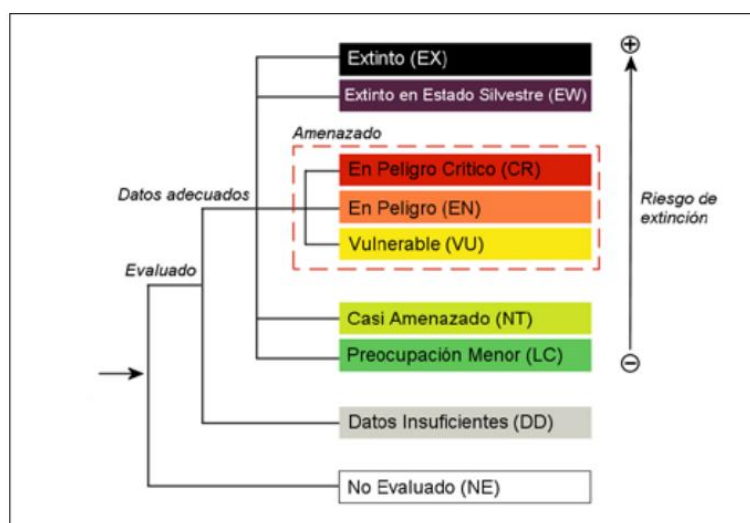 Extinto (EX)
Extinto en Estado Silvestre (EW)
Amenazado
En Peligro Crítico (CR)
Datos adecuados
En Peligro (EN)
Riesgo de
extinción
Vulnerable (VU)
Evaluado
Casi Amenazado (NT)
Preocupación Menor (LC)
Datos Insuficientes (DD)
No Evaluado (NE)